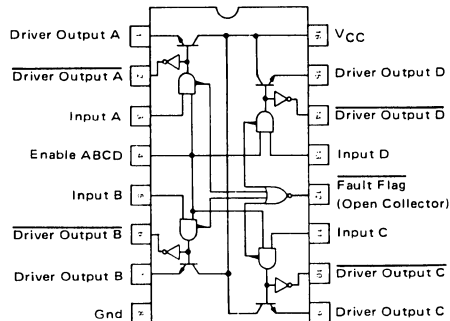 Driver Output A
Driver Output A
Input A
Enable ABCD
Input B
Driver Output B
Driver Output B
Gnd
VCC
Driver Output D
Driver Output D
Input D
Fault Flag
(Open Collector)
Input C
Driver Output C
Driver Output C